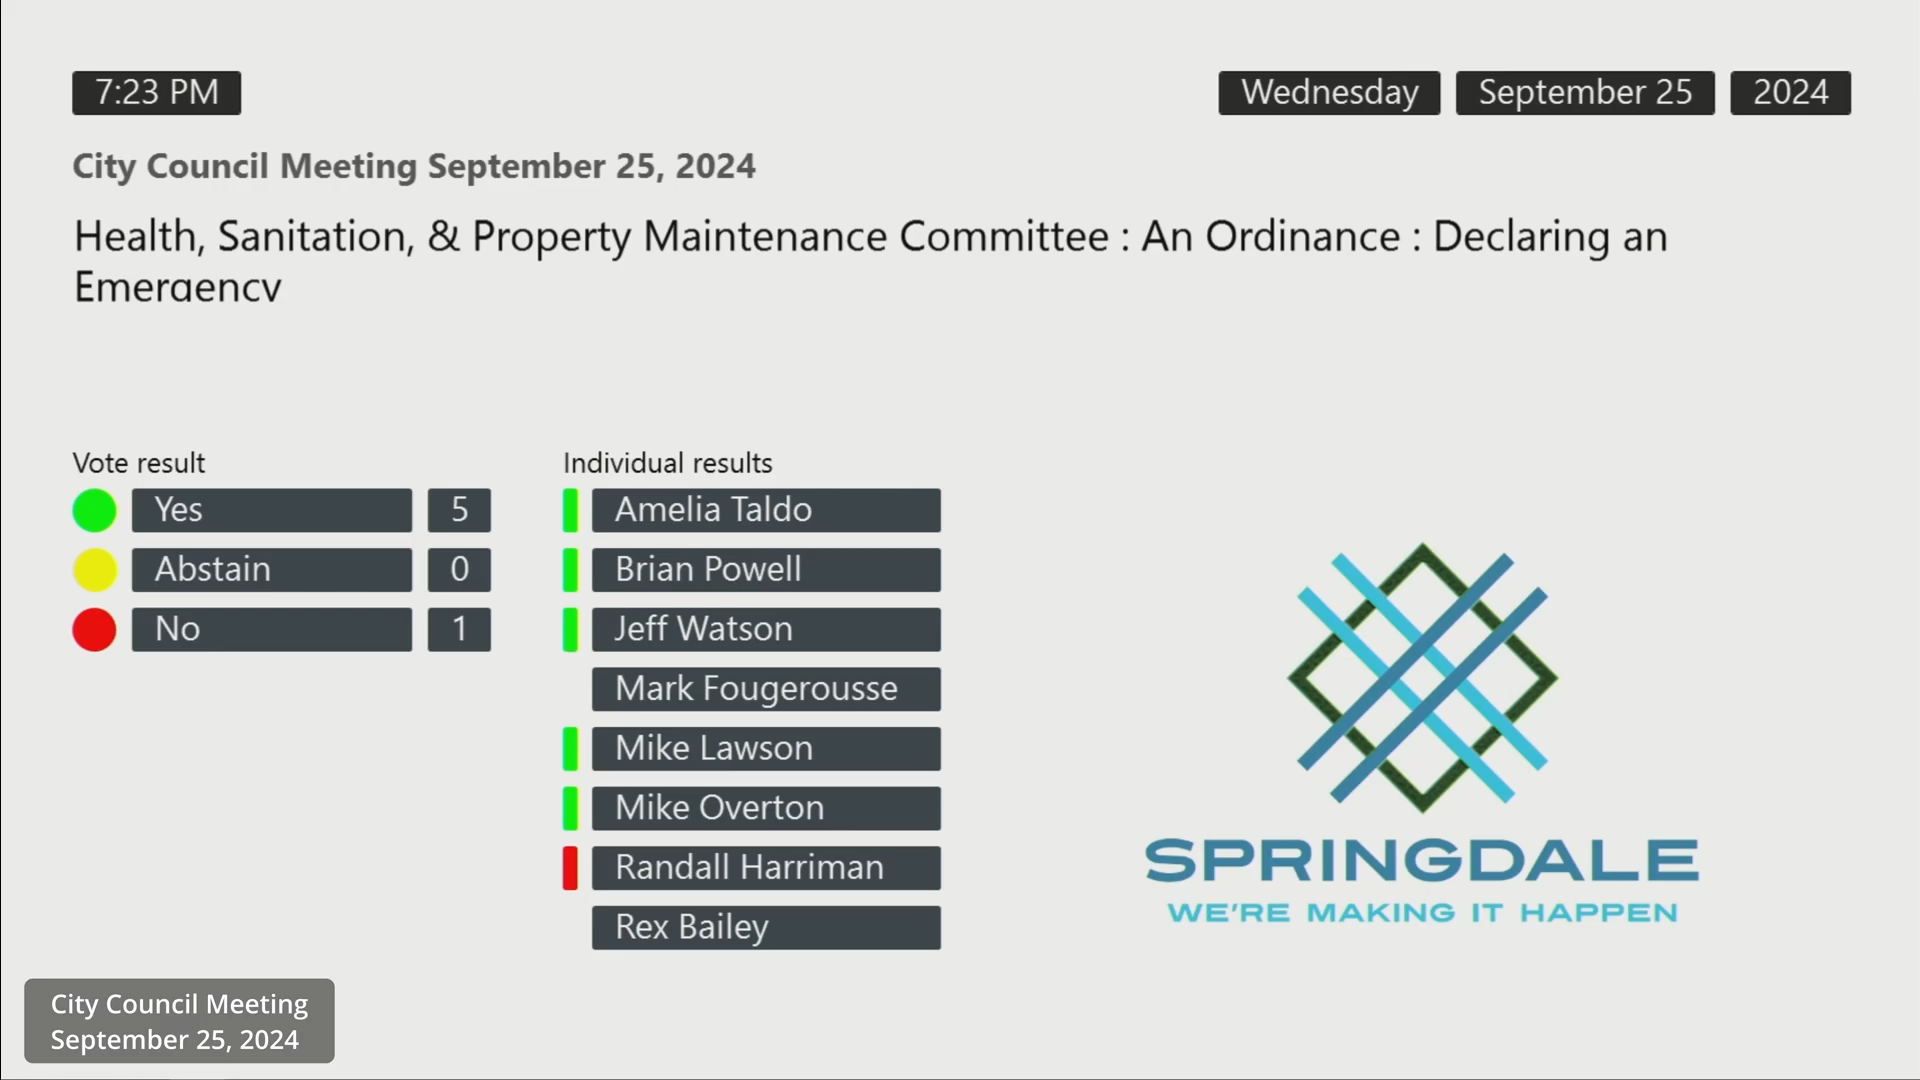 7:23 PM
Wednesday September 25 2024
City Council Meeting September 25, 2024
Health, Sanitation, & Property Maintenance Committee : An Ordinance : Declaring an
Emergency
Vote result
Yes 5
Abstain 0
No 1
Individual results
Amelia Taldo
Brian Powell
Jeff Watson
Mark Fougerousse
Mike Lawson
Mike Overton
Randall Harriman
Rex Bailey
SPRINGDALE
WE'RE MAKING IT HAPPEN
City Council Meeting
September 25, 2024